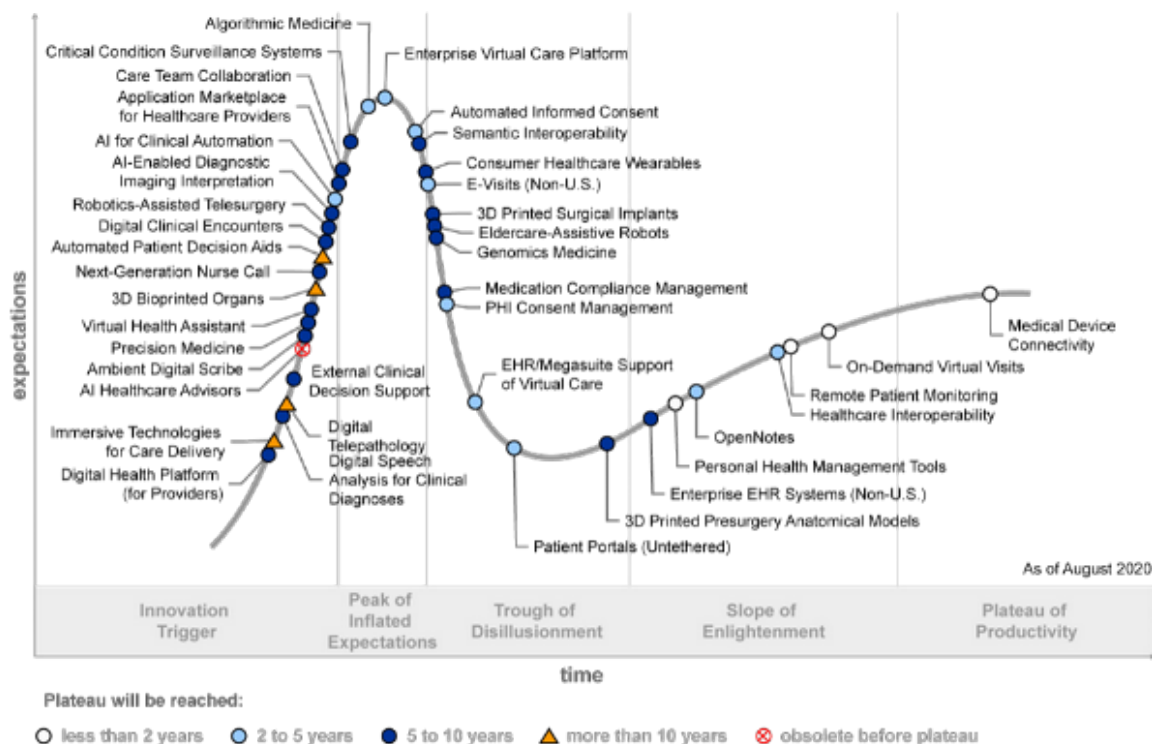 Algorithmic Medicine
Critical Condition Surveillance Systems
Care Team Collaboration
Application Marketplace
for Healthcare Providers
AI for Clinical Automation
AI-Enabled Diagnostic
Imaging Interpretation
Robotics-Assisted Telesurgery
Digital Clinical Encounters
Automated Patient Decision Aids
Next-Generation Nurse Call
3D Bioprinted Organs
Virtual Health Assistant
Precision Medicine
Ambient Digital Scribe
AI Healthcare Advisors
Immersive Technologies
for Care Delivery
Digital Health Platform
(for Providers)
External Clinical
Decision Support
Digital
Telepathology
Digital Speech
Analysis for Clinical
Diagnoses
Enterprise Virtual Care Platform
Automated Informed Consent
Semantic Interoperability
Consumer Healthcare Wearables
E-Visits (Non-U.S.)
3D Printed Surgical Implants
Eldercare-Assistive Robots
Genomics Medicine
Medication Compliance Management
PHI Consent Management
EHR/Megasuite Support
of Virtual Care
Patient Portals (Untethered)
3D Printed Presurgery Anatomical Models
Enterprise EHR Systems (Non-U.S.)
Personal Health Management Tools
OpenNotes
Healthcare Interoperability
Remote Patient Monitoring
On-Demand Virtual Visits
Medical Device
Connectivity
As of August 2020
expectations
Innovation
Trigger
Peak of
Inflated
Expectations
Trough of
Disillusionment
Slope of
Enlightenment
Plateau of
Productivity
time
Plateau will be reached:
less than 2 years
2 to 5 years
5 to 10 years
more than 10 years
obsolete before plateau